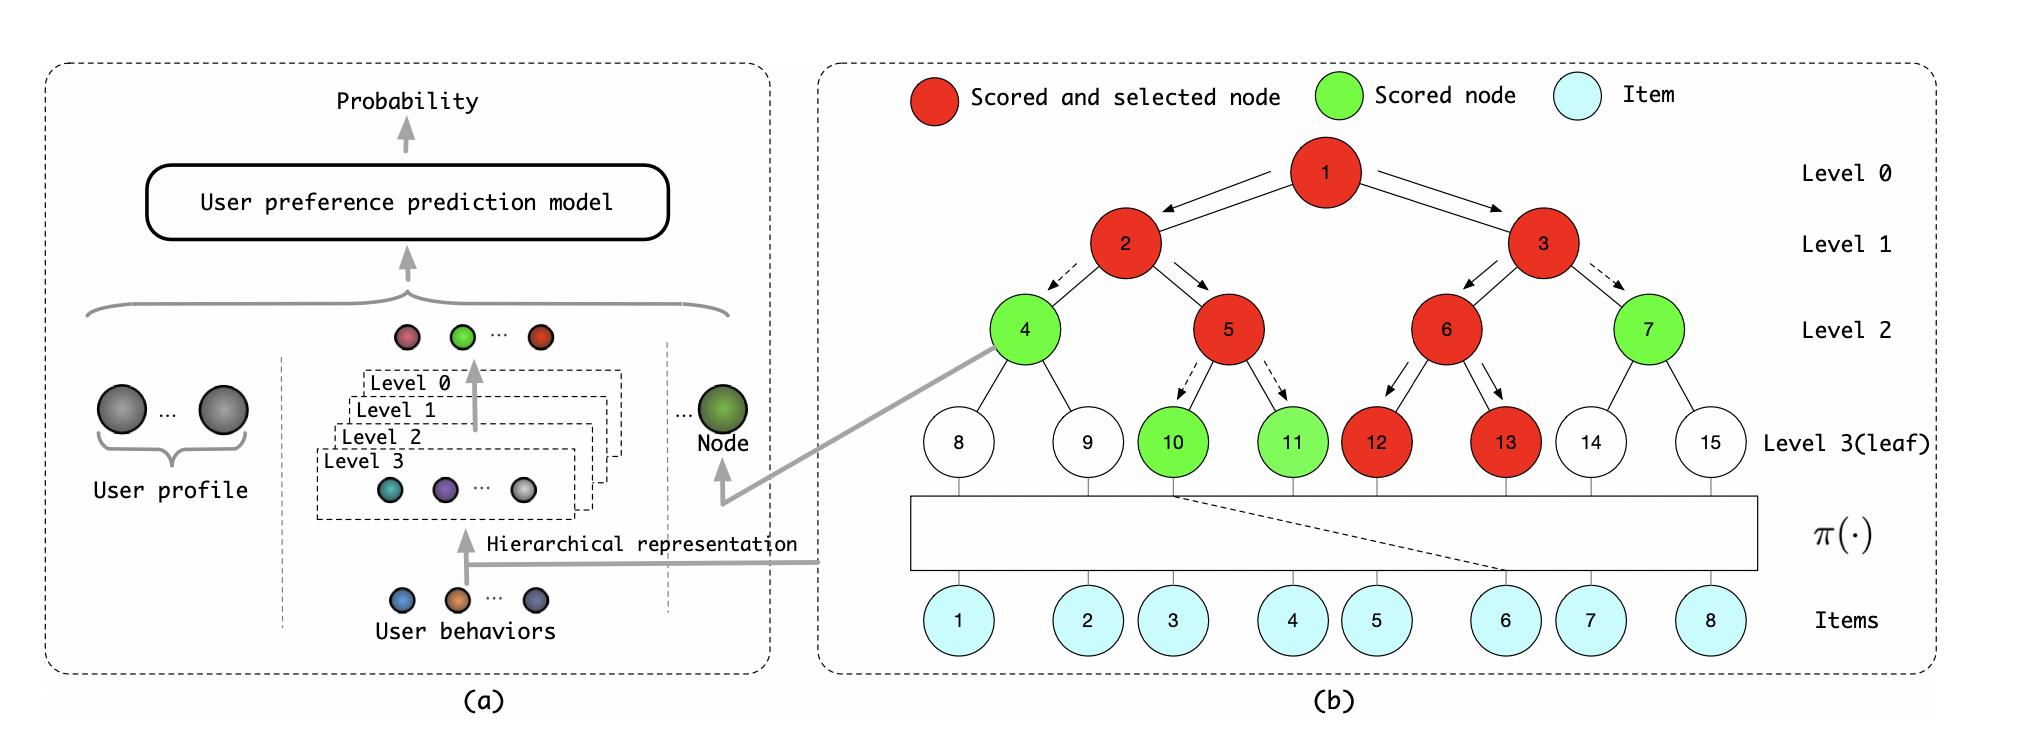 Probability
User preference prediction model
...
Level 0
Level 1
Level 2
Level 3
...
...
...
Node
User profile
Hierarchical representation
...
User behaviors
(a)
Scored and selected node
Scored node
Item
1
Level 0
2
3
Level 1
4
5
6
7
Level 2
8
9
10
11
12
13
14
15
Level 3(leaf)
π(·)
1
2
3
4
5
6
7
8
Items
(b)